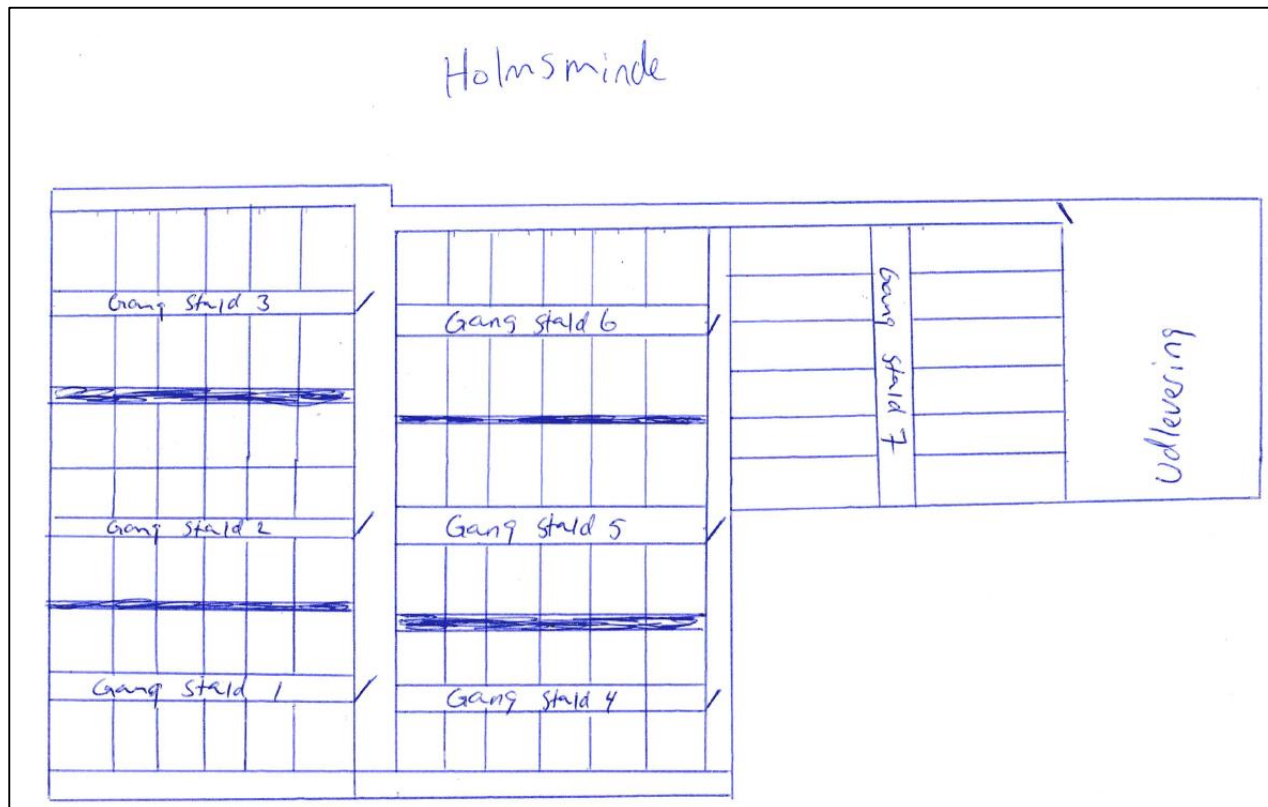 Holmsminde
Gang Stald 3
Gang Stald 6
Gang Stald 7
Udlevering
Gang Stald 2
Gang Stald 5
Gang Stald 1
Gang Stald 4